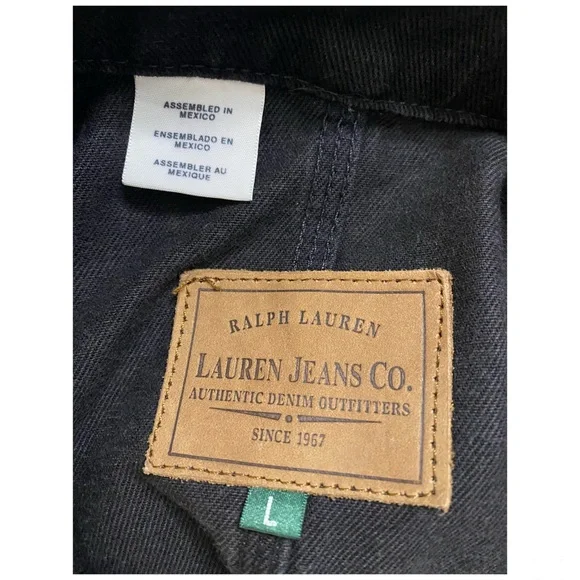 ASSEMBLED IN
MEXICO
ENSEMBLADO EN
MEXICO
ASSEMBLER AU
MEXIQUE
RALPH LAUREN
LAUREN JEANS CO.
AUTHENTIC DENIM OUTFITTERS
SINCE 1967
L